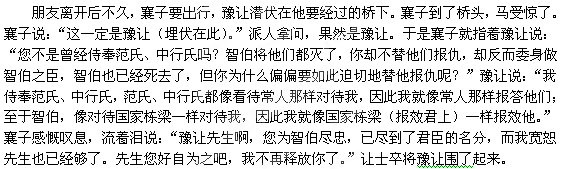 朋友离开后不久，襄子要出行，豫让潜伏在他要经过的桥下。襄子到了桥头，马受惊了。
襄子说：“这一定是豫让（埋伏在此）。”派人拿问，果然是豫让。于是襄子就指着豫让说：
“您不是曾经侍奉范氏、中行氏吗？智伯将他们都灭了，你却不替他们报仇，却反而委身做
智伯之臣，智伯也已经死去了，但你为什么偏偏要如此迫切地替他报仇呢？”豫让说：“我
侍奉范氏、中行氏，范氏、中行氏都像看待常人那样对待我，因此我就像常人那样报答他们；
至于智伯，像对待国家栋梁一样对待我，因此我就像国家栋梁（报效君上）一样报效他。”
襄子感慨叹息，流着泪说：“豫让先生啊，您为智伯尽忠，已尽到了君臣的名分，而我宽恕
先生也已经够了。先生您好自为之吧，我不再释放你了。”让士卒将豫让围了起来。